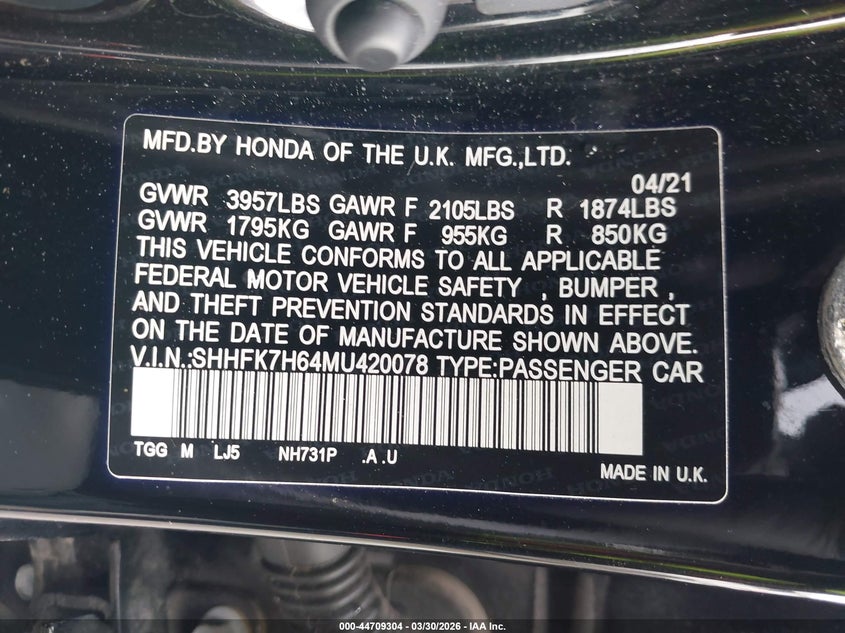 MFD.BY HONDA OF THE U.K. MFG.,LTD.
04/21
GVWR 3957LBS GAWR F 2105LBS R 1874LBS
GVWR 1795KG GAWR F 955KG R 850KG
THIS VEHICLE CONFORMS TO ALL APPLICABLE
FEDERAL MOTOR VEHICLE SAFETY , BUMPER ,
AND THEFT PREVENTION STANDARDS IN EFFECT
ON THE DATE OF MANUFACTURE SHOWN ABOVE.
V.I.N.:SHHFK7H64MU420078 TYPE:PASSENGER CAR
TGG M LJ5 NH731P .A .U
MADE IN U.K.
000-44709304 — 03/30/2026 — IAA Inc.